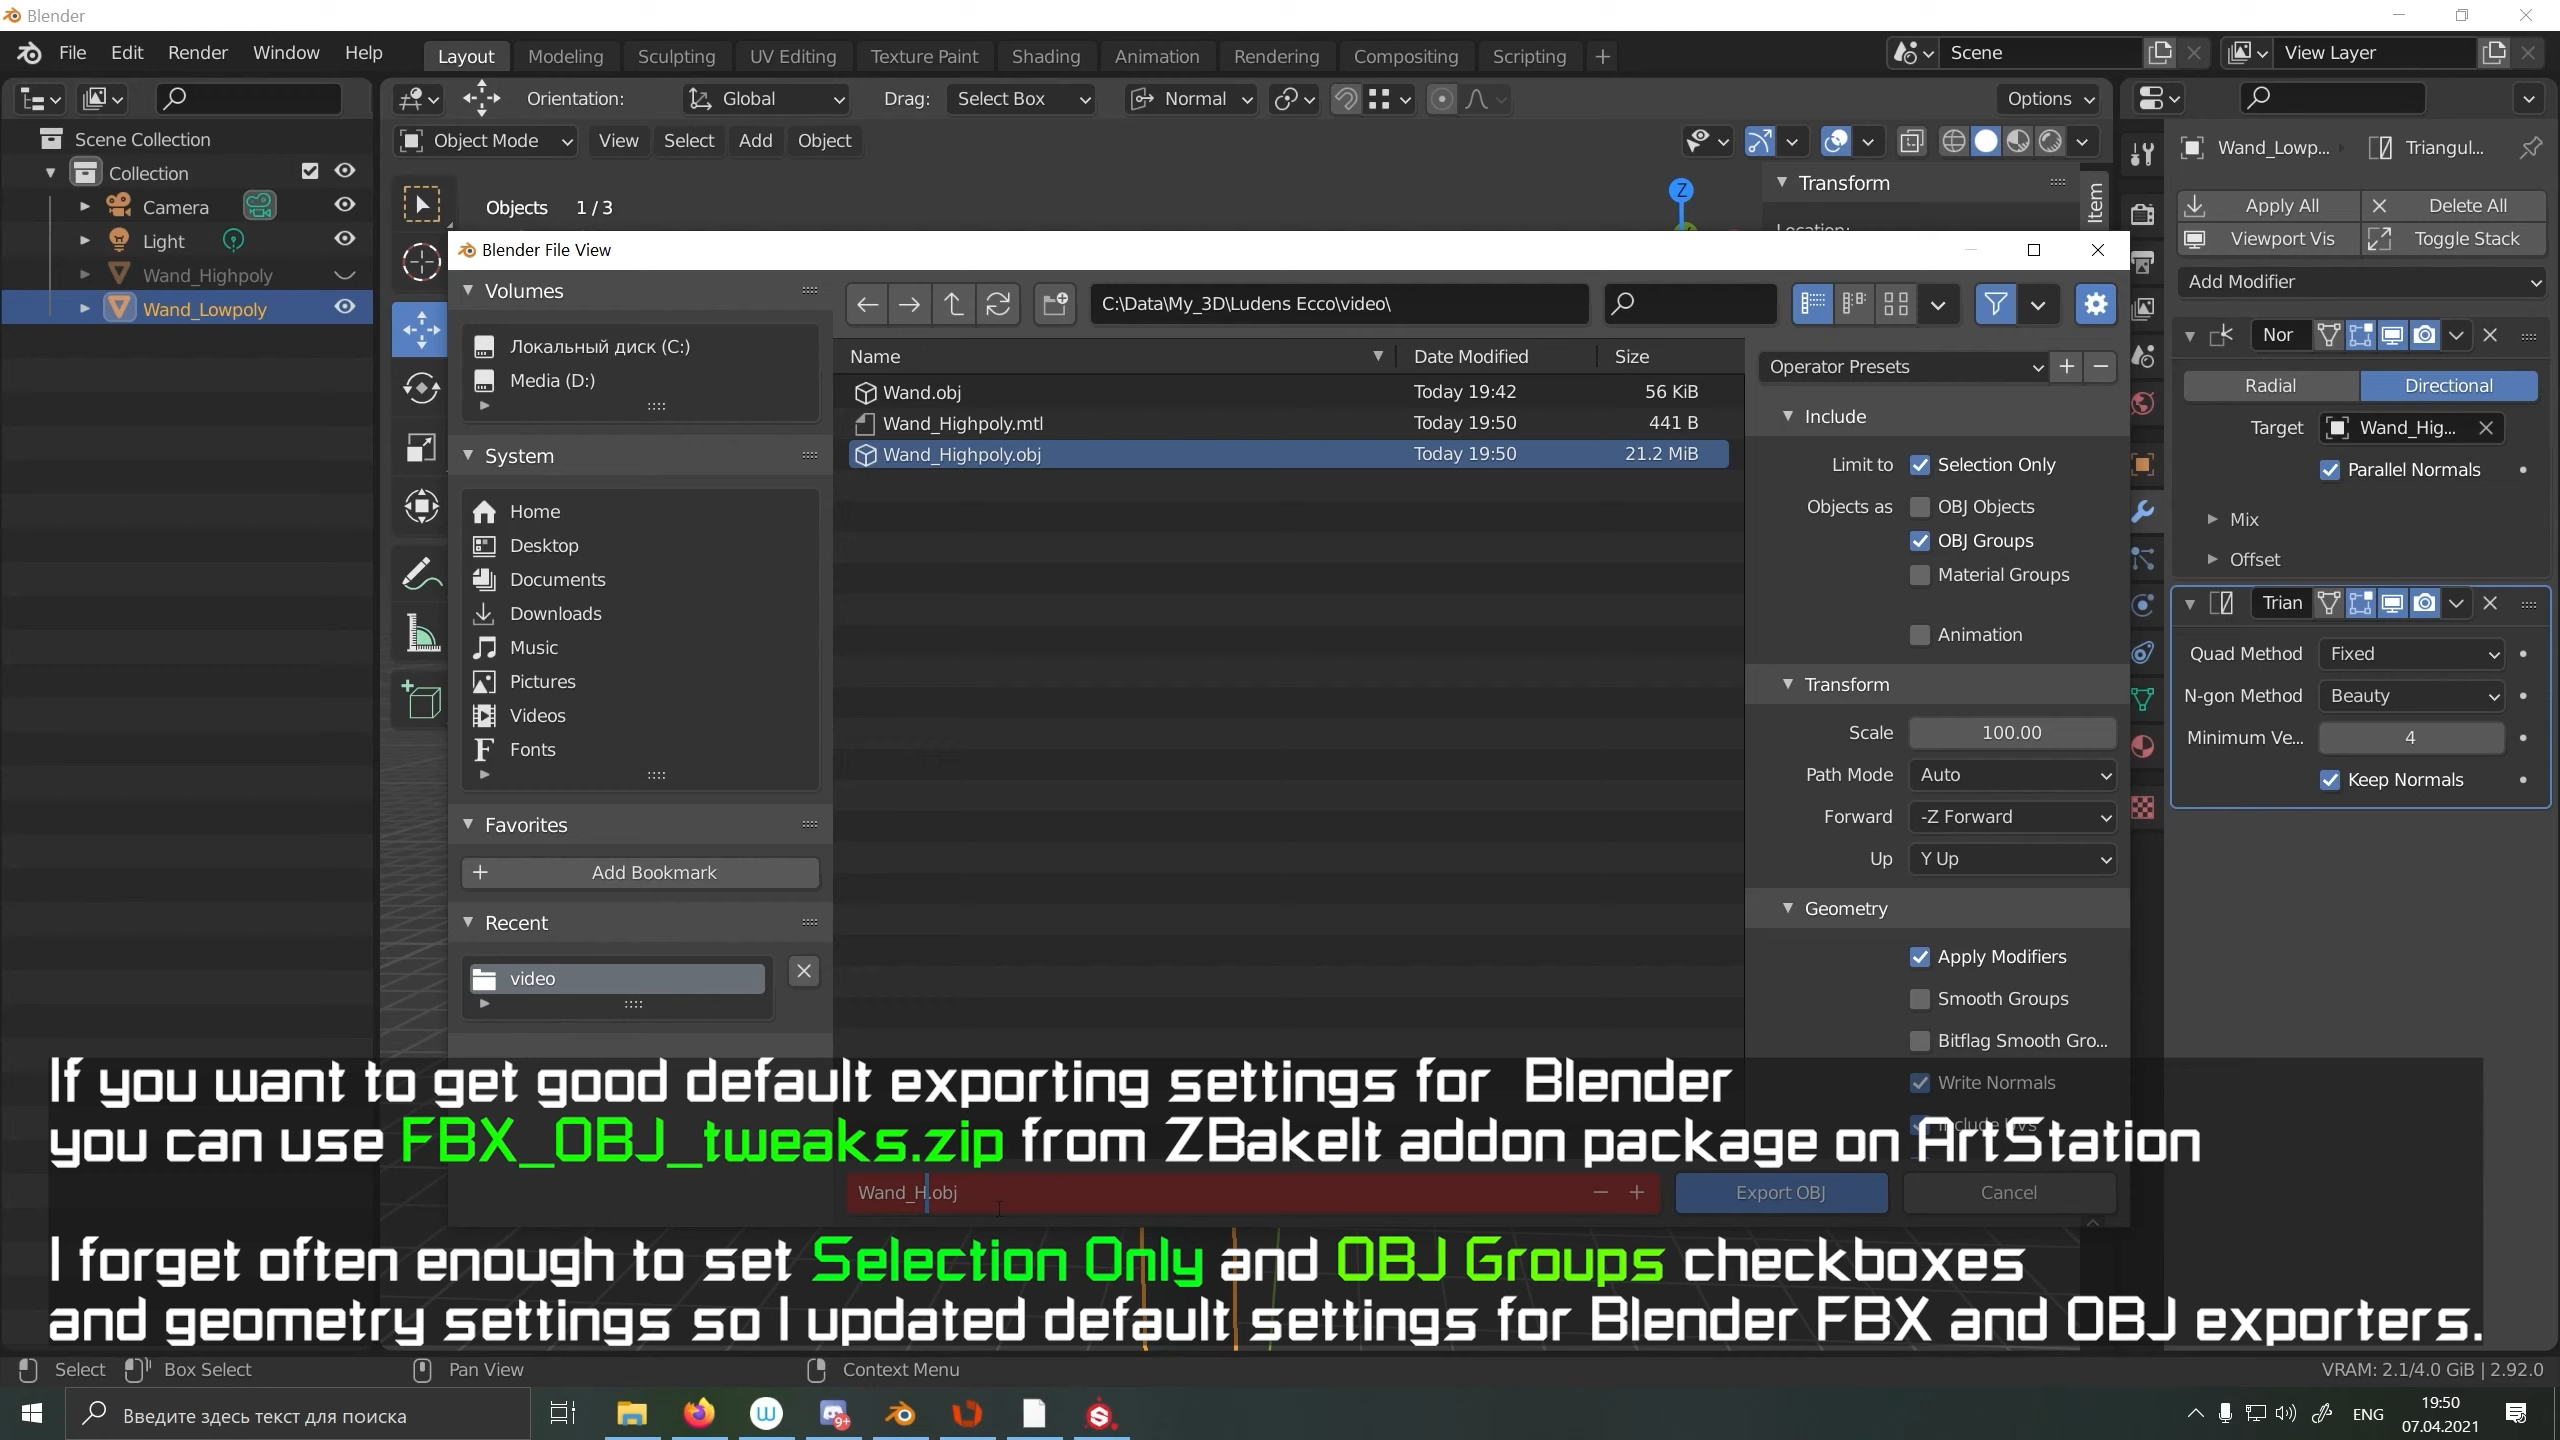 Blender
File Edit Render Window Help Layout Modeling Sculpting UV Editing Texture Paint Shading Animation Rendering Compositing Scripting + Scene View Layer
Orientation: Global Drag: Select Box Normal Options
Scene Collection
Object Mode View Select Add Object
Collection
Camera
Light
Wand_Highpoly
Wand_Lowpoly
Objects 1 / 3
Z
Transform
Item
Wand_Lowp... Triangul...
Apply All Delete All
Viewport Vis Toggle Stack
Add Modifier
Nor
Radial Directional
Target Wand_Hig...
Parallel Normals
Mix
Offset
Trian
Quad Method Fixed
N-gon Method Beauty
Minimum Ve... 4
Keep Normals
Blender File View
Volumes
Локальный диск (C:)
Media (D:)
System
Home
Desktop
Documents
Downloads
Music
Pictures
Videos
Fonts
Favorites
Add Bookmark
Recent
video
C:\Data\My_3D\Ludens Ecco\video\
Name Date Modified Size
Wand.obj Today 19:42 56 KiB
Wand_Highpoly.mtl Today 19:50 441 B
Wand_Highpoly.obj Today 19:50 21.2 MiB
Operator Presets
Include
Limit to Selection Only
Objects as OBJ Objects
OBJ Groups
Material Groups
Animation
Transform
Scale 100.00
Path Mode Auto
Forward -Z Forward
Up Y Up
Geometry
Apply Modifiers
Smooth Groups
Bitflag Smooth Gro...
Write Normals
If you want to get good default exporting settings for Blender
you can use FBX_OBJ_tweaks.zip from ZBakeIt addon package on ArtStation
Wand_H.obj Export OBJ Cancel
I forget often enough to set Selection Only and OBJ Groups checkboxes
and geometry settings so I updated default settings for Blender FBX and OBJ exporters.
Select Box Select Pan View Context Menu VRAM: 2.1/4.0 GiB | 2.92.0
Введите здесь текст для поиска
9+
ENG
19:50
07.04.2021